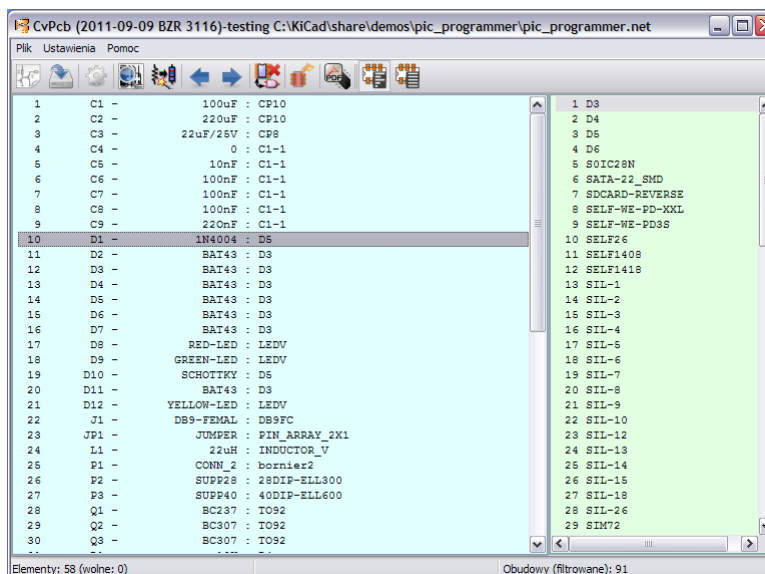 CvPcb (2011-09-09 BZR 3116)-testing C:\KiCad\share\demos\pic_programmer\pic_programmer.net
Plik Ustawienia Pomoc
PDF
1 C1 - 100uF : CP10
2 C2 - 220uF : CP10
3 C3 - 22uF/25V : CP8
4 C4 - 0 : C1-1
5 C5 - 10nF : C1-1
6 C6 - 100nF : C1-1
7 C7 - 100nF : C1-1
8 C8 - 100nF : C1-1
9 C9 - 220nF : C1-1
10 D1 - 1N4004 : D5
11 D2 - BAT43 : D3
12 D3 - BAT43 : D3
13 D4 - BAT43 : D3
14 D5 - BAT43 : D3
15 D6 - BAT43 : D3
16 D7 - BAT43 : D3
17 D8 - RED-LED : LEDV
18 D9 - GREEN-LED : LEDV
19 D10 - SCHOTTKY : D5
20 D11 - BAT43 : D3
21 D12 - YELLOW-LED : LEDV
22 J1 - DB9-FEMAL : DB9FC
23 JP1 - JUMPER : PIN_ARRAY_2X1
24 L1 - 22uH : INDUCTOR_V
25 P1 - CONN_2 : bornier2
26 P2 - SUPP28 : 28DIP-ELL300
27 P3 - SUPP40 : 40DIP-ELL600
28 Q1 - BC237 : TO92
29 Q2 - BC307 : TO92
30 Q3 - BC307 : TO92
1 D3
2 D4
3 D5
4 D6
5 SOIC28N
6 SATA-22_SMD
7 SDCARD-REVERSE
8 SELF-WE-PD-XXL
9 SELF-WE-PD3S
10 SELF26
11 SELF1408
12 SELF1418
13 SIL-1
14 SIL-2
15 SIL-3
16 SIL-4
17 SIL-5
18 SIL-6
19 SIL-7
20 SIL-8
21 SIL-9
22 SIL-10
23 SIL-12
24 SIL-13
25 SIL-14
26 SIL-15
27 SIL-18
28 SIL-26
29 SIM72
Elementy: 58 (wolne: 0)
Obudowy (filtrowane): 91